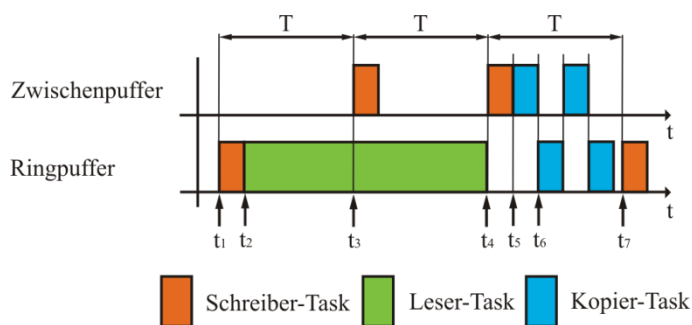 T T T
Zwischenpuffer
t
Ringpuffer
t
t1 t2 t3 t4 t5 t6 t7
Schreiber-Task Leser-Task Kopier-Task